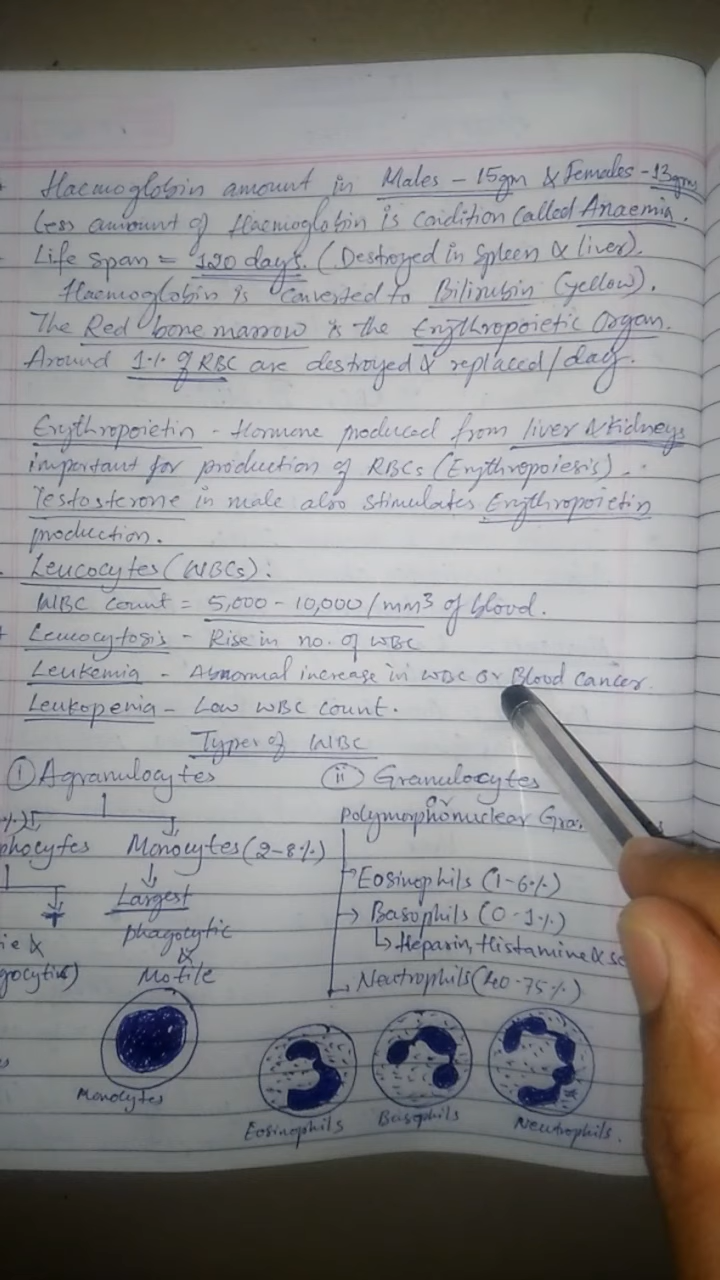 Haemoglobin amount in Males - 15gm & Females - 13gm
Less amount of Haemoglobin is condition called Anaemia.
Life Span = 120 days. (Destroyed in Spleen & liver).
Haemoglobin is converted to Bilirubin (yellow).
The Red bone marrow is the Erythropoietic Organ.
Around 1% of RBC are destroyed & replaced/day.
Erythropoietin - Hormone produced from liver & kidneys
important for production of RBCs (Erythropoiesis).
Testosterone in male also stimulates Erythropoietin
production.
Leucocytes (WBCs):
WBC count = 5,000 - 10,000/mm3 of blood.
Leucocytosis - Rise in no. of WBC
Leukemia - Abnormal increase in WBC or Blood cancer.
Leukopenia - Low WBC count.
Types of WBC
i Agranulocytes
ii Granulocytes
or
Polymorphonuclear Gra
%)
phocytes
Monocytes (2-8%)
Largest
phagocytic
&
Motile
T
Eosinophils (1-6%)
Basophils (0-1%)
Heparin, Histamine & se
Neutrophils (40-75%)
Monocytes
Eosinophils
Basophils
Neutrophils.